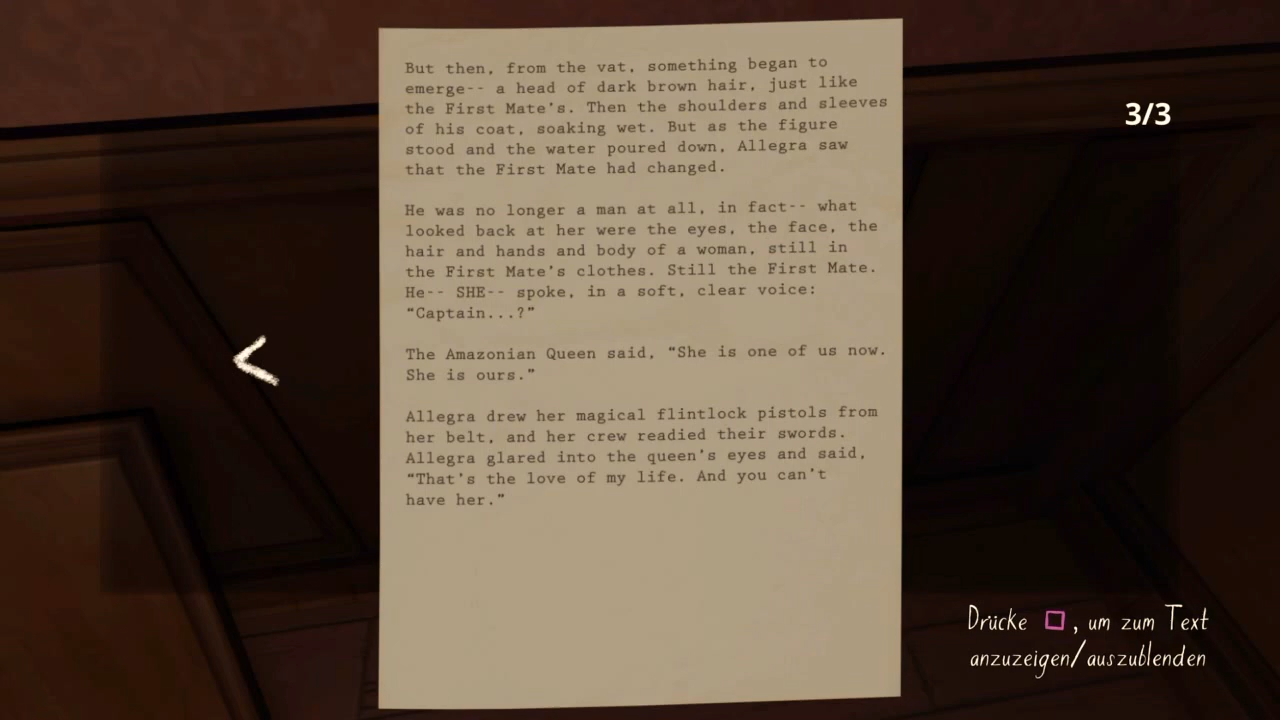 But then, from the vat, something began to
emerge-- a head of dark brown hair, just like
the First Mate's. Then the shoulders and sleeves
of his coat, soaking wet. But as the figure
stood and the water poured down, Allegra saw
that the First Mate had changed.
He was no longer a man at all, in fact-- what
looked back at her were the eyes, the face, the
hair and hands and body of a woman, still in
the First Mate's clothes. Still the First Mate.
He-- SHE-- spoke, in a soft, clear voice:
“Captain...?”
The Amazonian Queen said, “She is one of us now.
She is ours.”
Allegra drew her magical flintlock pistols from
her belt, and her crew readied their swords.
Allegra glared into the queen's eyes and said,
“That's the love of my life. And you can't
have her.”
3/3
Drücke , um zum Text
anzuzeigen/auszublenden